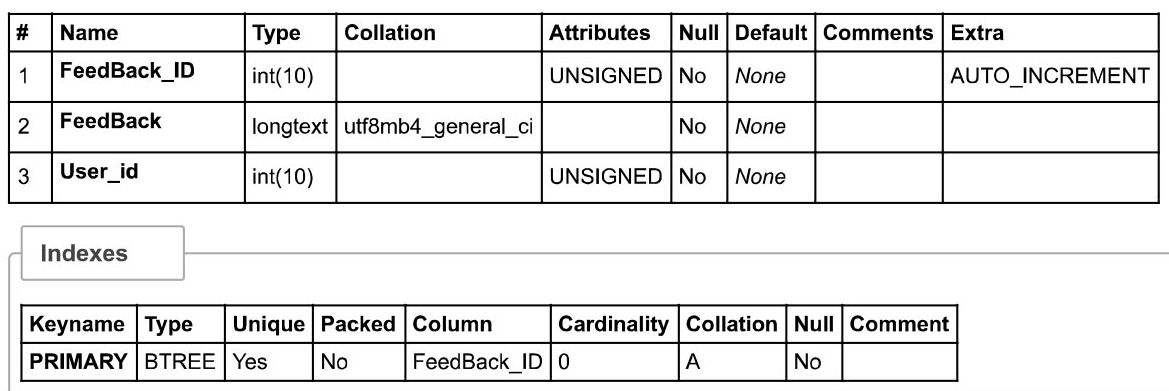 # Name Type Collation Attributes Null Default Comments Extra
1 FeedBack_ID int(10) UNSIGNED No None AUTO_INCREMENT
2 FeedBack longtext utf8mb4_general_ci No None
3 User_id int(10) UNSIGNED No None
Indexes
Keyname Type Unique Packed Column Cardinality Collation Null Comment
PRIMARY BTREE Yes No FeedBack_ID 0 A No